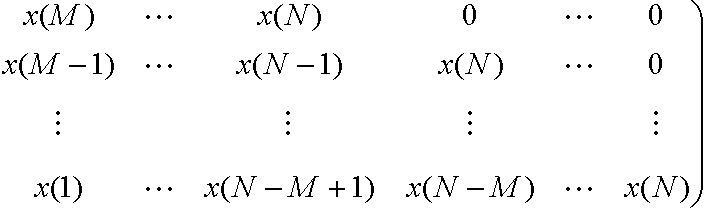 x(M) ⋯ x(N) 0 ⋯ 0
x(M − 1) ⋯ x(N − 1) x(N) ⋯ 0
⋮ ⋮ ⋮ ⋮
x(1) ⋯ x(N − M + 1) x(N − M) ⋯ x(N)